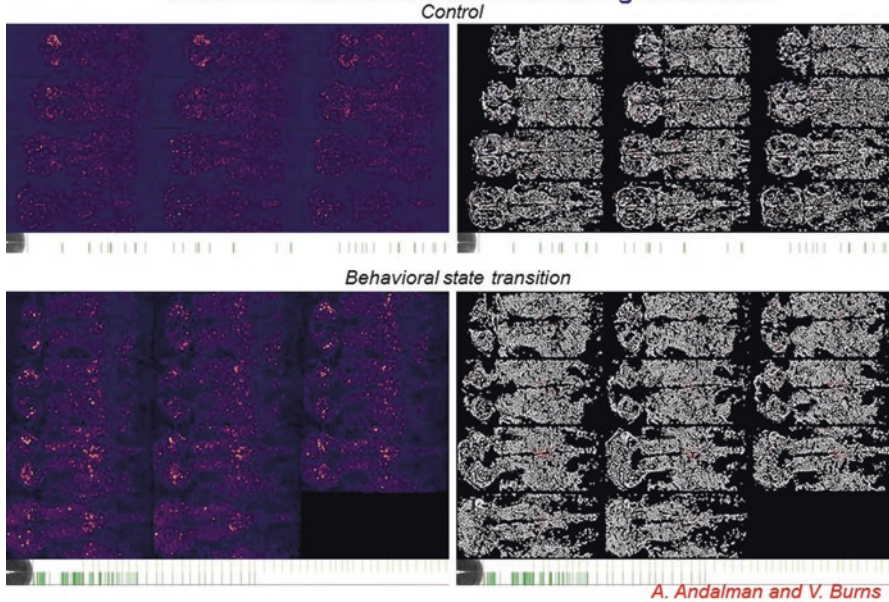 Control
Behavioral state transition
A. Andalman and V. Burns